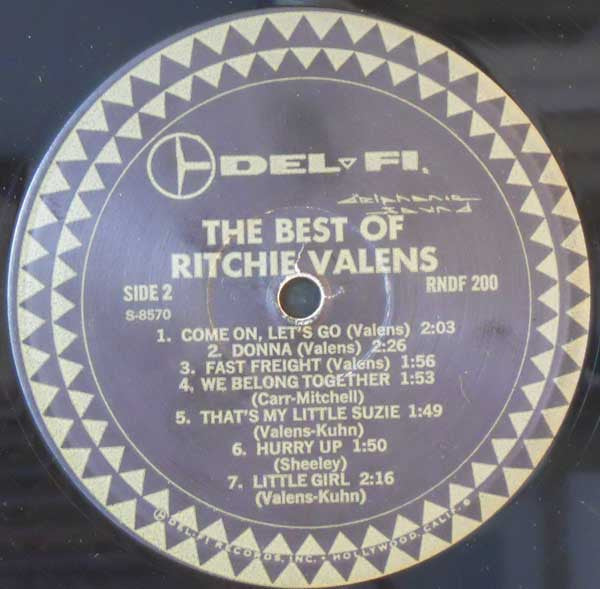 DEL-FI.
delphonic
sound
THE BEST OF
RITCHIE VALENS
SIDE 2
RNDF 200
S-8570
1. COME ON, LET'S GO (Valens) 2:03
2. DONNA (Valens) 2:26
3. FAST FREIGHT (Valens) 1:56
4. WE BELONG TOGETHER 1:53
(Carr-Mitchell)
5. THAT'S MY LITTLE SUZIE 1:49
(Valens-Kuhn)
6. HURRY UP 1:50
(Sheeley)
7. LITTLE GIRL 2:16
(Valens-Kuhn)
DEL-FI RECORDS, INC. • HOLLYWOOD, CALIF.